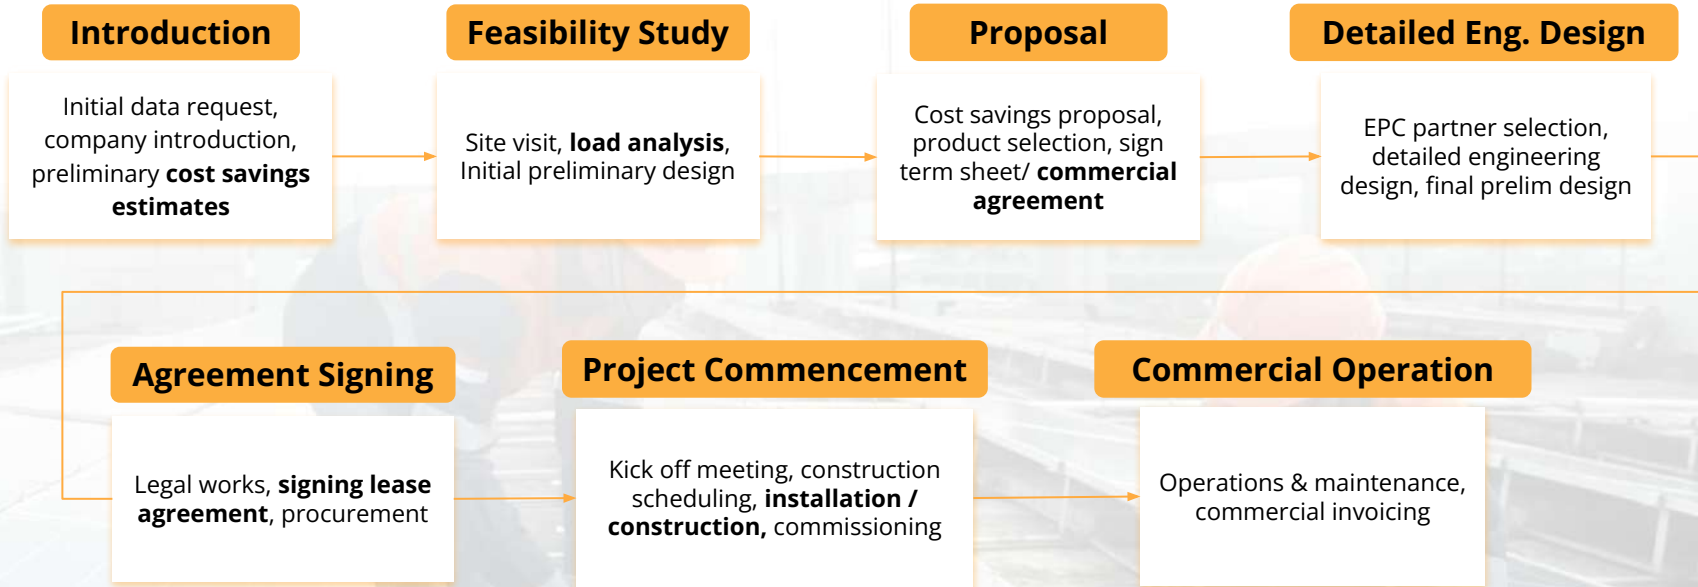 Introduction
Initial data request,
company introduction,
preliminary cost savings
estimates
Feasibility Study
Site visit, load analysis,
Initial preliminary design
Proposal
Cost savings proposal,
product selection, sign
term sheet/ commercial
agreement
Detailed Eng. Design
EPC partner selection,
detailed engineering
design, final prelim design
Agreement Signing
Legal works, signing lease
agreement, procurement
Project Commencement
Kick off meeting, construction
scheduling, installation /
construction, commissioning
Commercial Operation
Operations & maintenance,
commercial invoicing